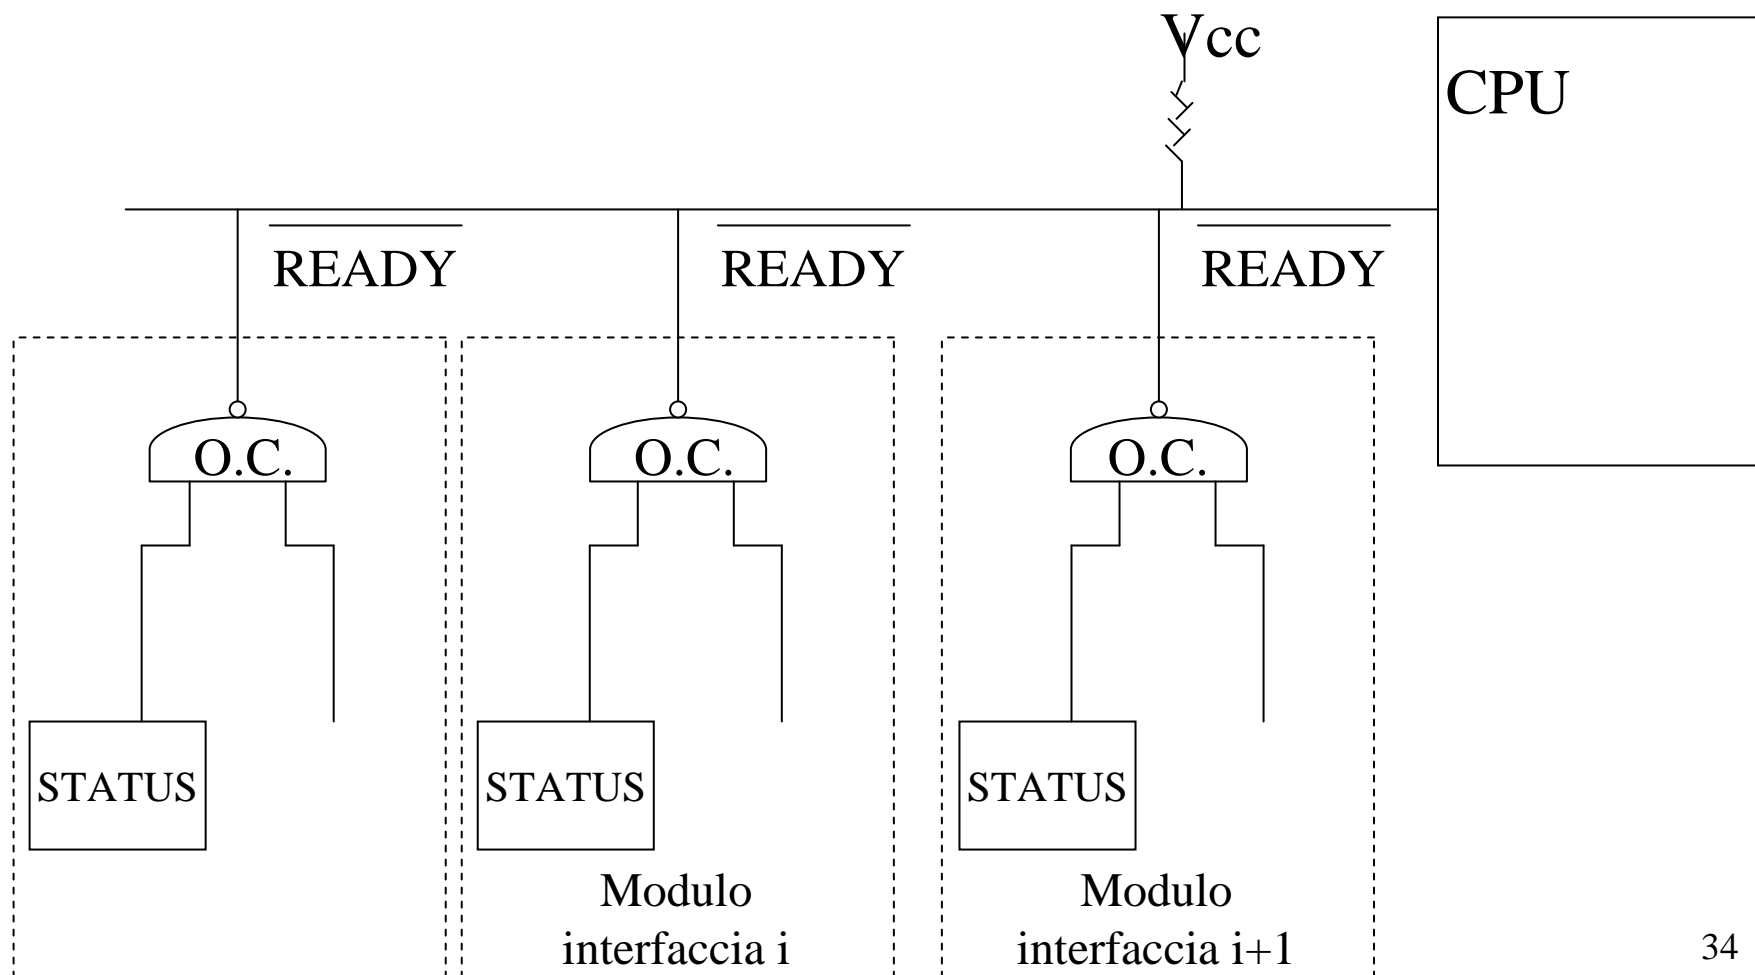 Vcc
CPU
READY
READY
READY
O.C.
O.C.
O.C.
STATUS
STATUS
STATUS
Modulo
interfaccia i
Modulo
interfaccia i+1
34